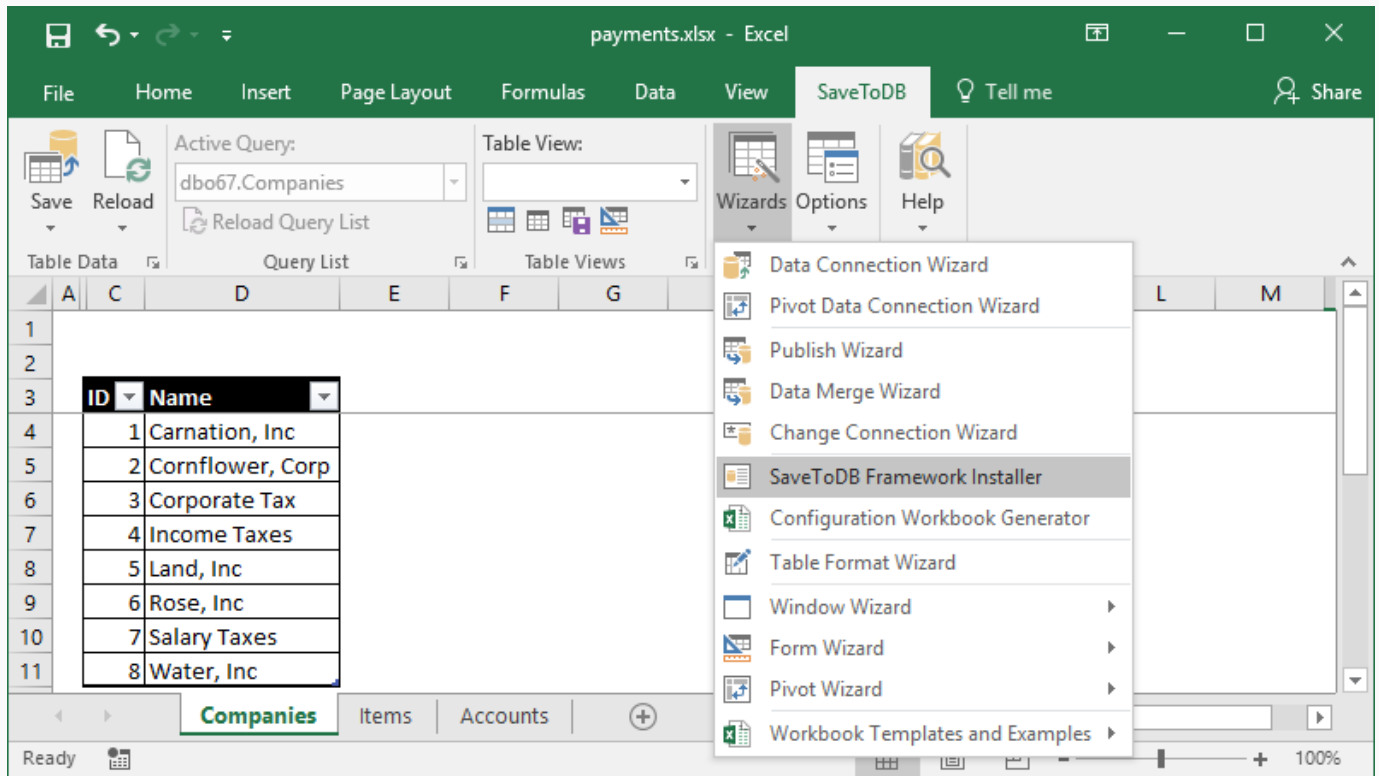 payments.xlsx - Excel
File Home Insert Page Layout Formulas Data View SaveToDB Tell me Share
Save
Reload
Active Query:
dbo67.Companies
Reload Query List
Table View:
Wizards Options Help
Table Data Query List Table Views
A C D E F G L M
1
2
3 ID Name
4 1 Carnation, Inc
5 2 Cornflower, Corp
6 3 Corporate Tax
7 4 Income Taxes
8 5 Land, Inc
9 6 Rose, Inc
10 7 Salary Taxes
11 8 Water, Inc
Data Connection Wizard
Pivot Data Connection Wizard
Publish Wizard
Data Merge Wizard
Change Connection Wizard
SaveToDB Framework Installer
Configuration Workbook Generator
Table Format Wizard
Window Wizard
Form Wizard
Pivot Wizard
Workbook Templates and Examples
Companies Items Accounts
Ready 100%